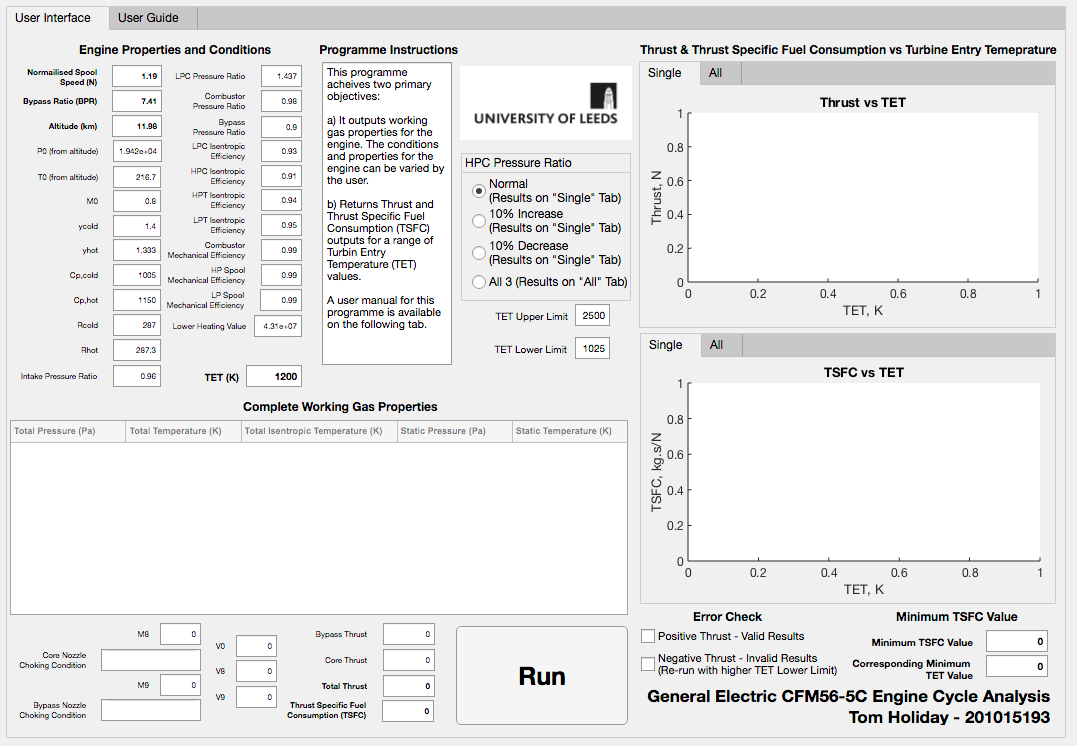 User Interface
User Guide
Engine Properties and Conditions
Normailised Spool
Speed (N)
1.19
Bypass Ratio (BPR)
7.41
Altitude (km)
11.98
P0 (from altitude)
1.942e+04
T0 (from altitude)
216.7
M0
0.8
γcold
1.4
γhot
1.333
Cp,cold
1005
Cp,hot
1150
Rcold
287
Rhot
287.3
Intake Pressure Ratio
0.96
LPC Pressure Ratio
1.437
Combustor
Pressure Ratio
0.98
Bypass
Pressure Ratio
0.9
LPC Isentropic
Efficiency
0.93
HPC Isentropic
Efficiency
0.91
HPT Isentropic
Efficiency
0.94
LPT Isentropic
Efficiency
0.95
Combustor
Mechanical Efficiency
0.99
HP Spool
Mechanical Efficiency
0.99
LP Spool
Mechanical Efficiency
0.99
Lower Heating Value
4.31e+07
TET (K)
1200
Programme Instructions
This programme
acheives two primary
objectives:
a) It outputs working
gas properties for the
engine. The conditions
and properties for the
engine can be varied by
the user.
b) Returns Thrust and
Thrust Specific Fuel
Consumption (TSFC)
outputs for a range of
Turbin Entry
Temperature (TET)
values.
A user manual for this
programme is available
on the following tab.
UNIVERSITY OF LEEDS
HPC Pressure Ratio
Normal
(Results on "Single" Tab)
10% Increase
(Results on "Single" Tab)
10% Decrease
(Results on "Single" Tab)
All 3 (Results on "All" Tab)
TET Upper Limit
2500
TET Lower Limit
1025
Thrust & Thrust Specific Fuel Consumption vs Turbine Entry Temeprature
Single
All
Thrust vs TET
Thrust, N
1
0.8
0.6
0.4
0.2
0
0 0.2 0.4 0.6 0.8 1
TET, K
Single
All
TSFC vs TET
TSFC, kg.s/N
1
0.8
0.6
0.4
0.2
0
0 0.2 0.4 0.6 0.8 1
TET, K
Complete Working Gas Properties
Total Pressure (Pa)
Total Temperature (K)
Total Isentropic Temperature (K)
Static Pressure (Pa)
Static Temperature (K)
M8
0
Core Nozzle
Choking Condition
M9
0
Bypass Nozzle
Choking Condition
V0
0
V8
0
V9
0
Bypass Thrust
0
Core Thrust
0
Total Thrust
0
Thrust Specific Fuel
Consumption (TSFC)
0
Run
Error Check
Positive Thrust - Valid Results
Negative Thrust - Invalid Results
(Re-run with higher TET Lower Limit)
Minimum TSFC Value
Minimum TSFC Value
0
Corresponding Minimum
TET Value
0
General Electric CFM56-5C Engine Cycle Analysis
Tom Holiday - 201015193